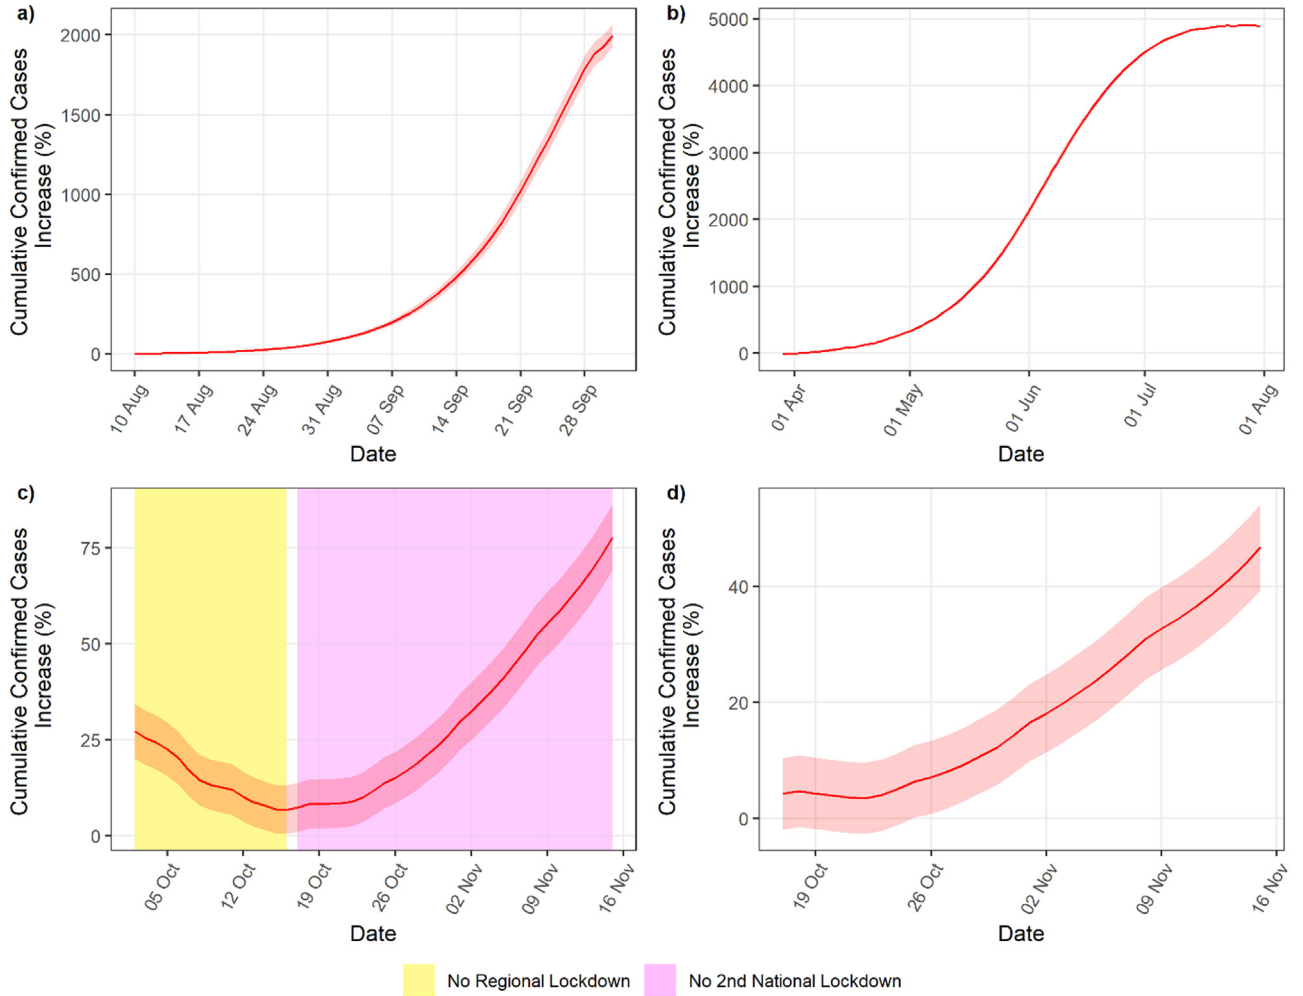 a)
Cumulative Confirmed Cases
Increase (%)
2000
1500
1000
500
0
10 Aug
17 Aug
24 Aug
31 Aug
07 Sep
14 Sep
21 Sep
28 Sep
Date
b)
Cumulative Confirmed Cases
Increase (%)
5000
4000
3000
2000
1000
0
01 Apr
01 May
01 Jun
01 Jul
01 Aug
Date
c)
Cumulative Confirmed Cases
Increase (%)
75
50
25
0
05 Oct
12 Oct
19 Oct
26 Oct
02 Nov
09 Nov
16 Nov
Date
d)
Cumulative Confirmed Cases
Increase (%)
40
20
0
19 Oct
26 Oct
02 Nov
09 Nov
16 Nov
Date
No Regional Lockdown
No 2nd National Lockdown